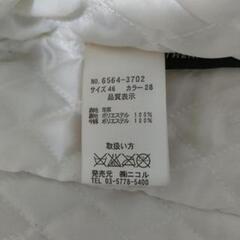 NO.6564-3702
サイズ 46 カラー 28
品質表示
ポリエステル 100%
ポリエステル 100%
取扱い方
発売元 ㈱ニコル
TEL 03-5778-5400